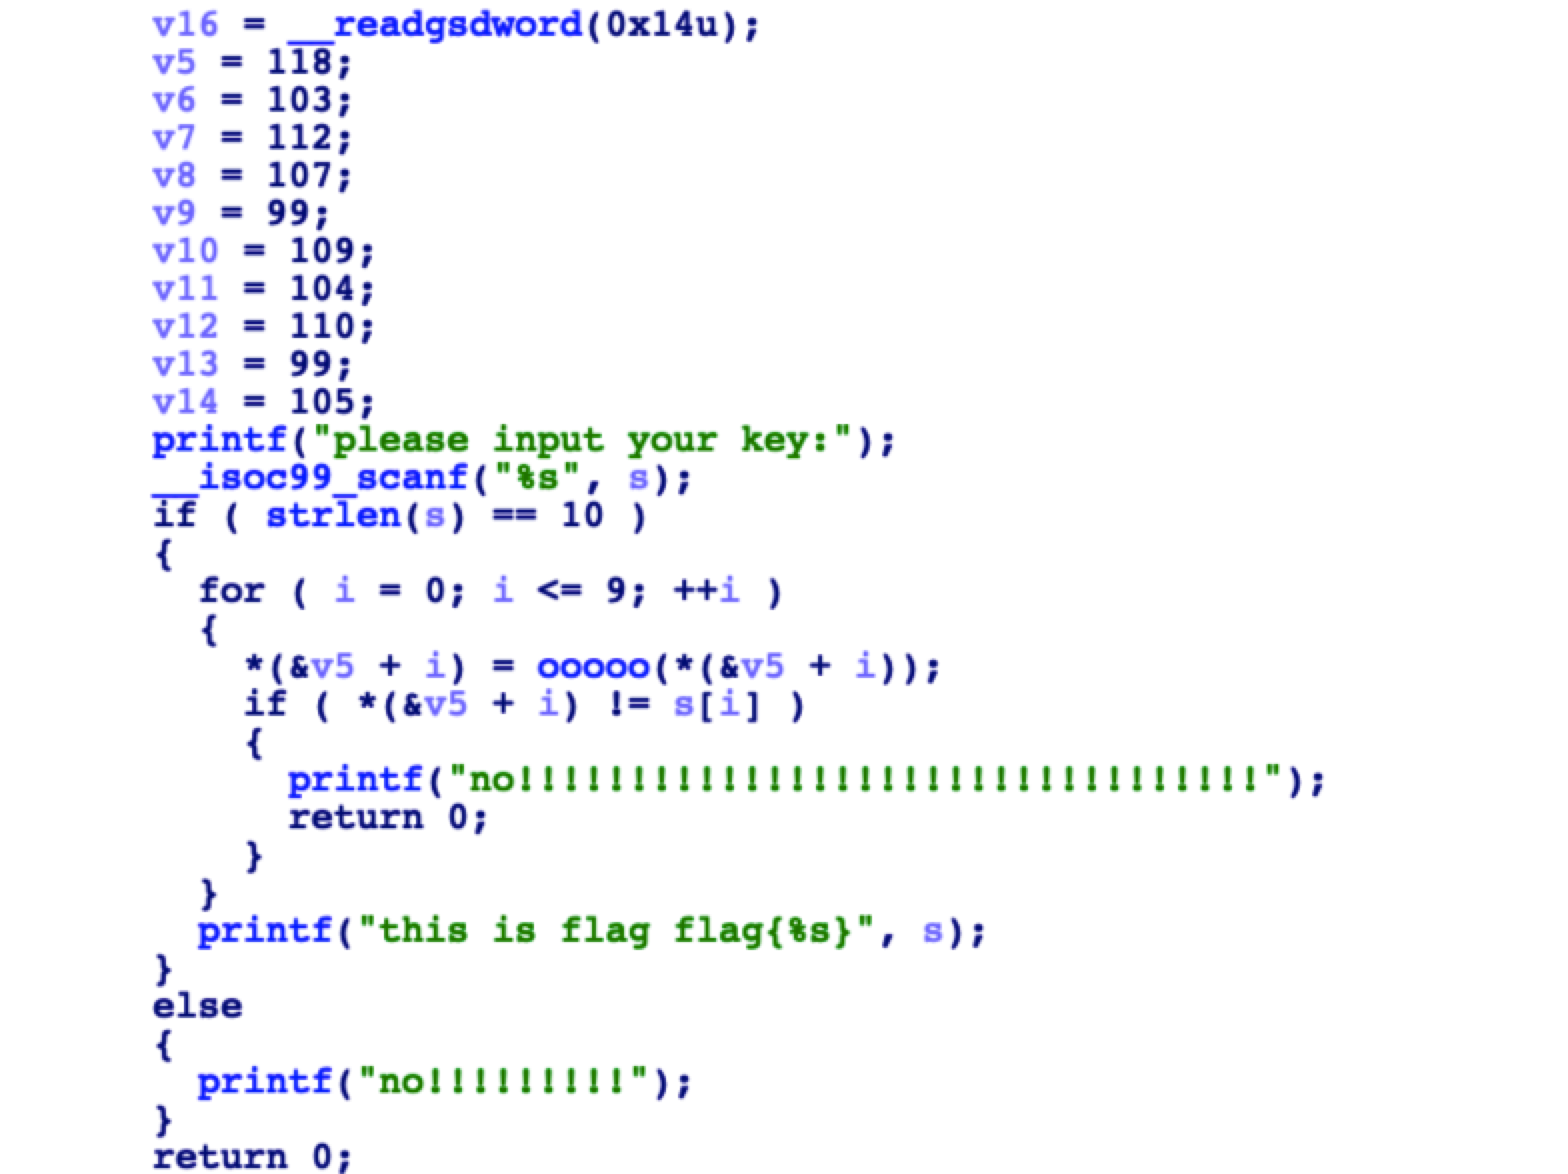 v16 = __readgsdword(0x14u);
v5 = 118;
v6 = 103;
v7 = 112;
v8 = 107;
v9 = 99;
v10 = 109;
v11 = 104;
v12 = 110;
v13 = 99;
v14 = 105;
printf("please input your key:");
__isoc99_scanf("%s", s);
if ( strlen(s) == 10 )
{
  for ( i = 0; i <= 9; ++i )
  {
    *(&v5 + i) = ooooo(*(&v5 + i));
    if ( *(&v5 + i) != s[i] )
    {
      printf("no!!!!!!!!!!!!!!!!!!!!!!!!!!!!!!!!!");
      return 0;
    }
  }
  printf("this is flag flag{%s}", s);
}
else
{
  printf("no!!!!!!!!!");
}
return 0;